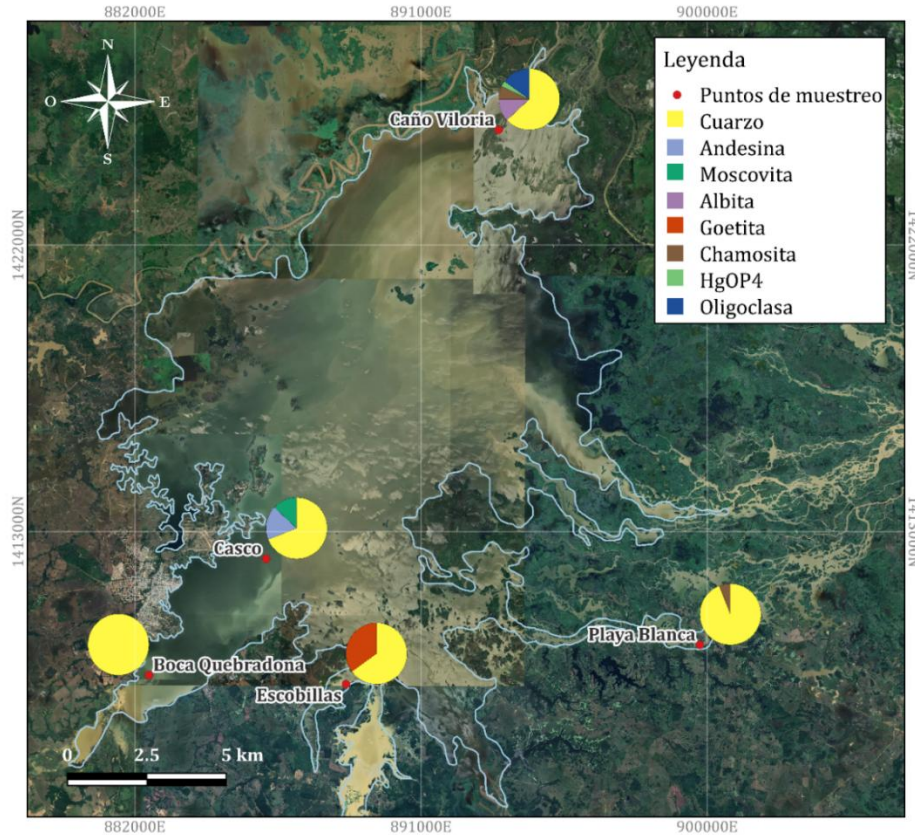 882000E 891000E 900000E
N
O E
S
Leyenda
Puntos de muestreo
Cuarzo
Andesina
Moscovita
Albita
Goetita
Chamosita
HgOP4
Oligoclasa
Caño Viloria
1422000N 1422000N
1413000N 1413000N
Casco
Playa Blanca
Boca Quebradona
Escobillas
0 2.5 5 km
882000E 891000E 900000E